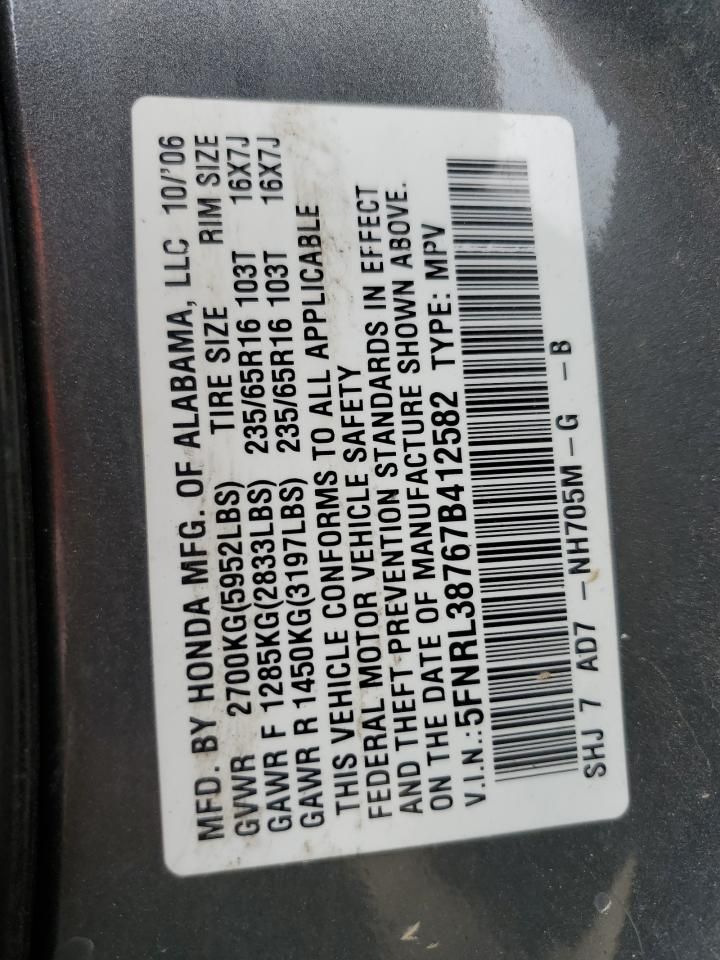 MFD. BY HONDA MFG. OF ALABAMA, LLC 10/'06
GVWR 2700KG(5952LBS) TIRE SIZE RIM SIZE
GAWR F 1285KG(2833LBS) 235/65R16 103T 16X7J
GAWR R 1450KG(3197LBS) 235/65R16 103T 16X7J
THIS VEHICLE CONFORMS TO ALL APPLICABLE
FEDERAL MOTOR VEHICLE SAFETY
AND THEFT PREVENTION STANDARDS IN EFFECT
ON THE DATE OF MANUFACTURE SHOWN ABOVE.
V.I.N.:5FNRL38767B412582 TYPE: MPV
SHJ 7 AD7 -NH705M-G -B